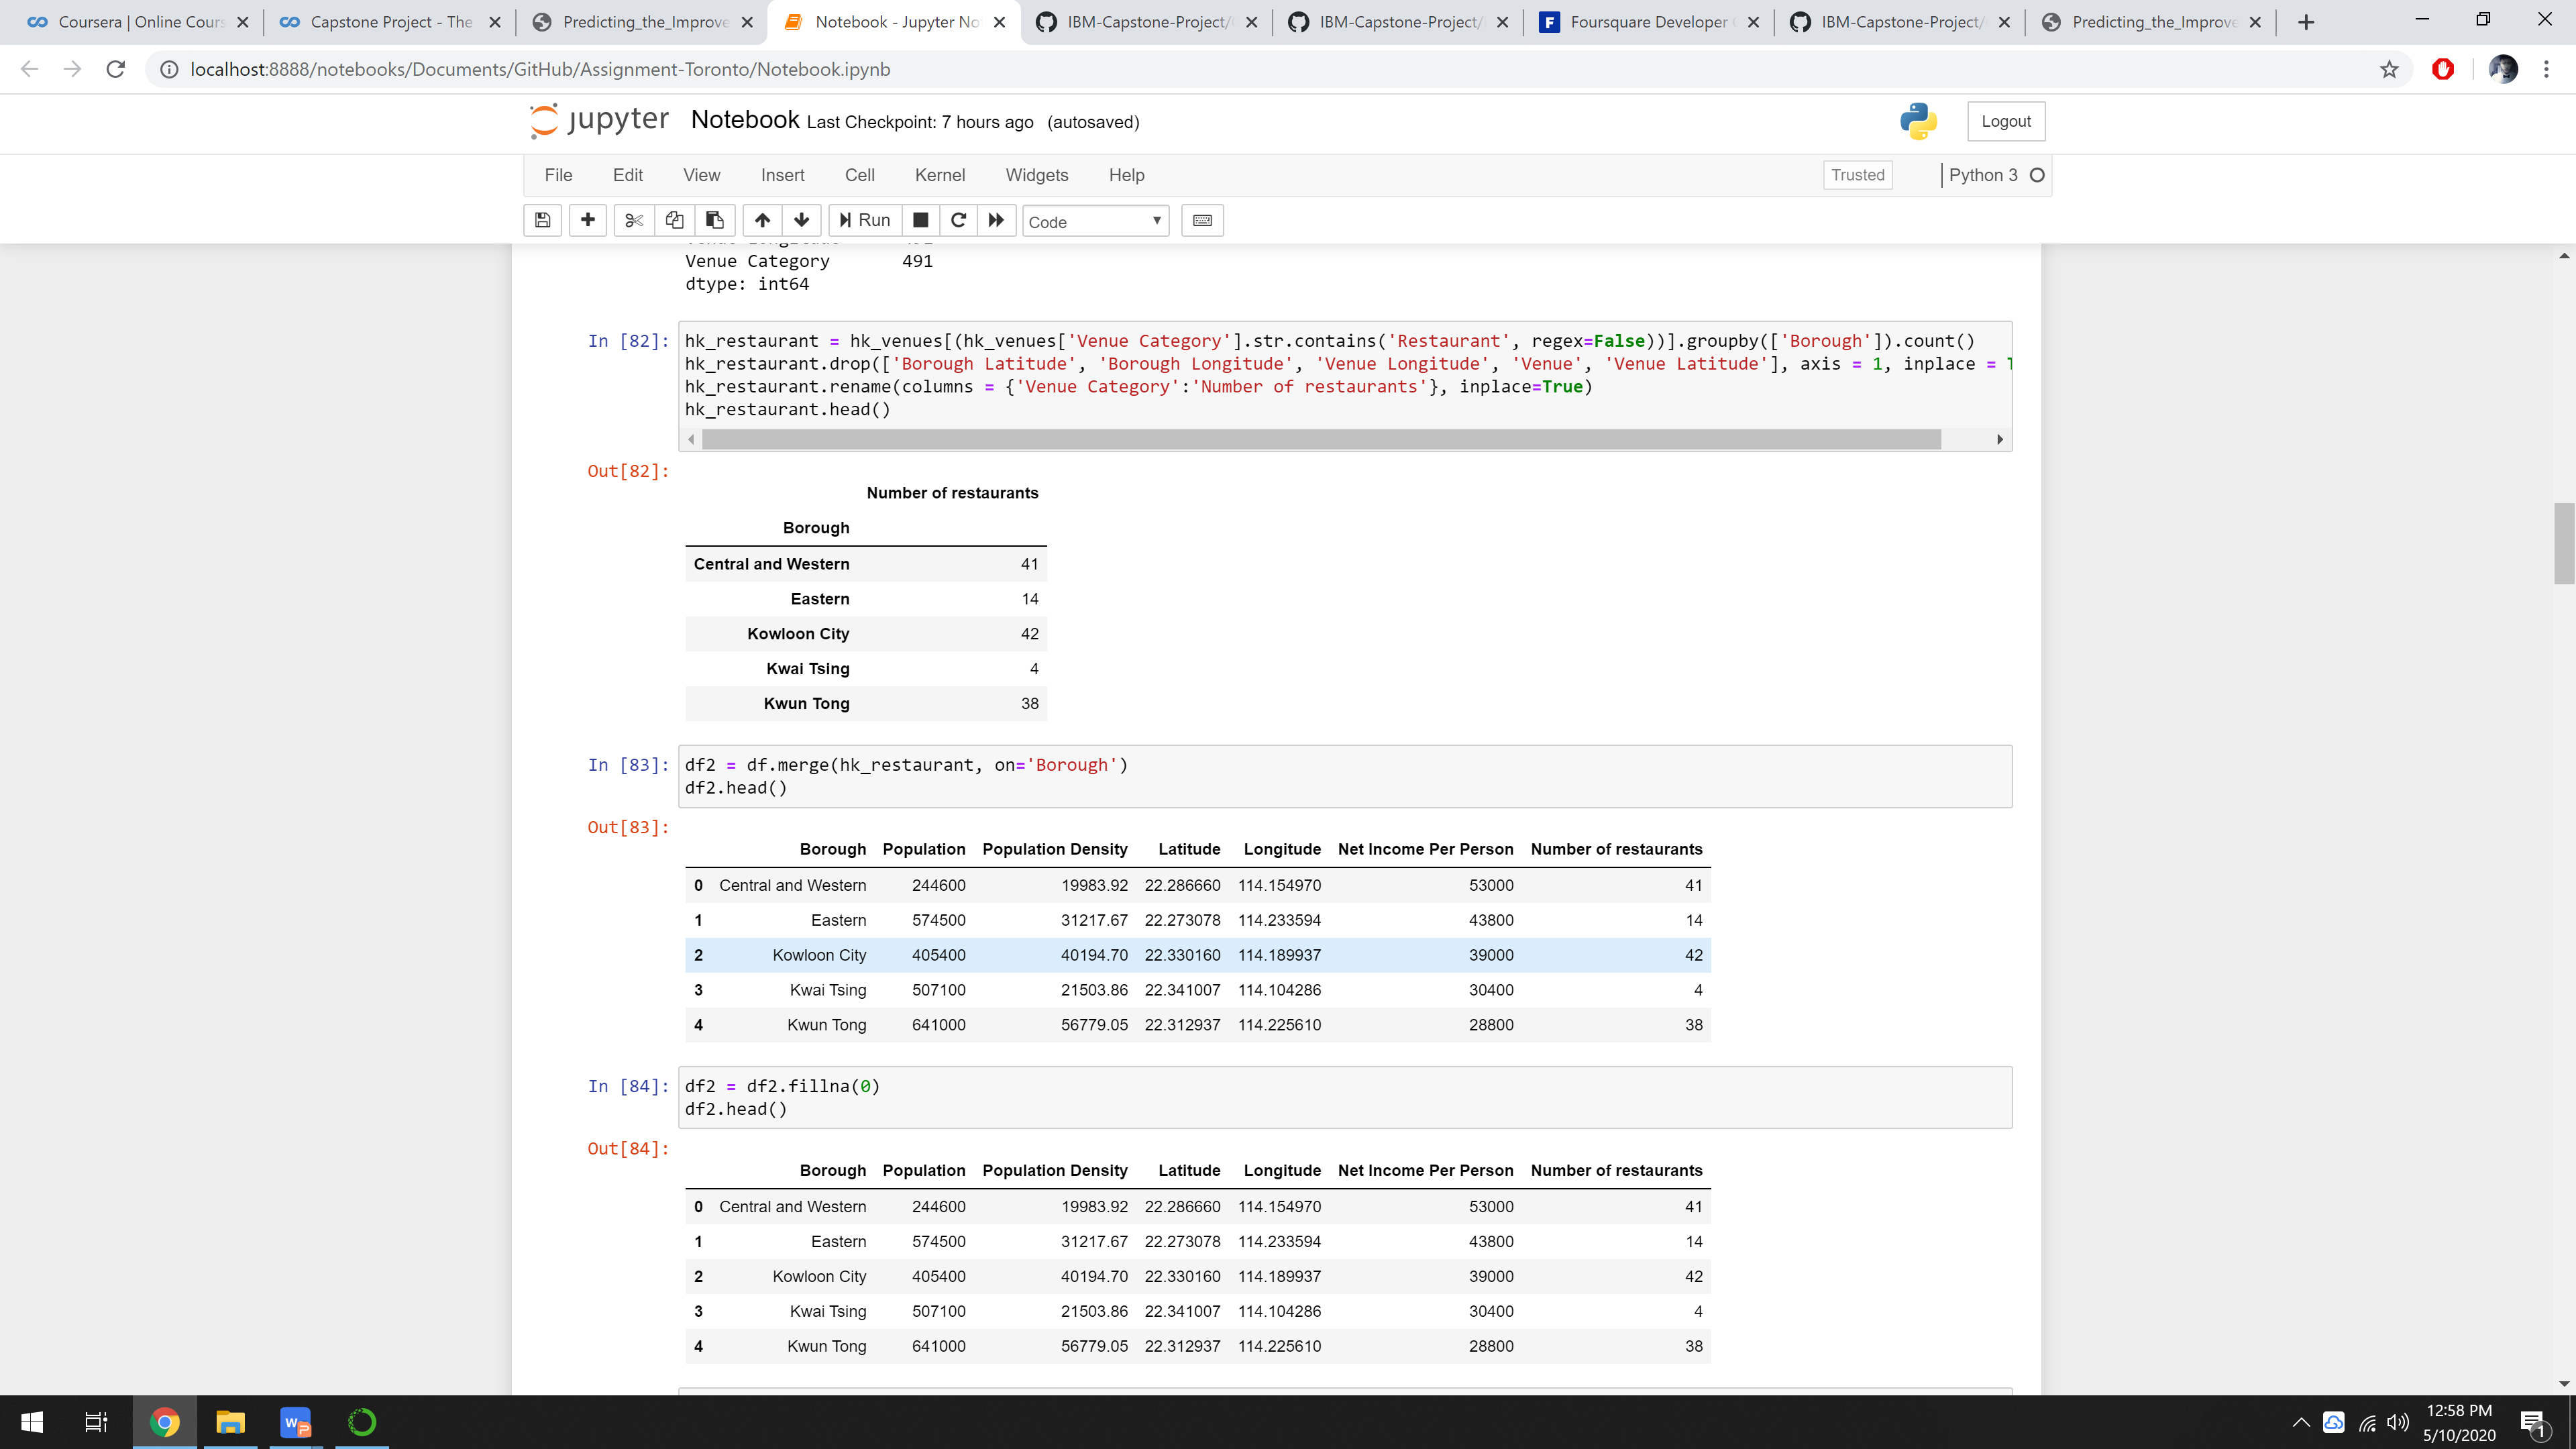 Coursera | Online Cours
Capstone Project - The
Predicting_the_Improve
Notebook - Jupyter No
IBM-Capstone-Project/
IBM-Capstone-Project/
Foursquare Developer
IBM-Capstone-Project/
Predicting_the_Improve
localhost:8888/notebooks/Documents/GitHub/Assignment-Toronto/Notebook.ipynb
jupyter Notebook Last Checkpoint: 7 hours ago (autosaved)
Logout
File Edit View Insert Cell Kernel Widgets Help
Trusted
Python 3
Run
Code
Venue Category 491
dtype: int64
In [82]: hk_restaurant = hk_venues[(hk_venues['Venue Category'].str.contains('Restaurant', regex=False))].groupby(['Borough']).count()
hk_restaurant.drop(['Borough Latitude', 'Borough Longitude', 'Venue Longitude', 'Venue', 'Venue Latitude'], axis = 1, inplace = T
hk_restaurant.rename(columns = {'Venue Category':'Number of restaurants'}, inplace=True)
hk_restaurant.head()
Out[82]:
Number of restaurants
Borough
Central and Western 41
Eastern 14
Kowloon City 42
Kwai Tsing 4
Kwun Tong 38
In [83]: df2 = df.merge(hk_restaurant, on='Borough')
df2.head()
Out[83]:
Borough Population Population Density Latitude Longitude Net Income Per Person Number of restaurants
0 Central and Western 244600 19983.92 22.286660 114.154970 53000 41
1 Eastern 574500 31217.67 22.273078 114.233594 43800 14
2 Kowloon City 405400 40194.70 22.330160 114.189937 39000 42
3 Kwai Tsing 507100 21503.86 22.341007 114.104286 30400 4
4 Kwun Tong 641000 56779.05 22.312937 114.225610 28800 38
In [84]: df2 = df2.fillna(0)
df2.head()
Out[84]:
Borough Population Population Density Latitude Longitude Net Income Per Person Number of restaurants
0 Central and Western 244600 19983.92 22.286660 114.154970 53000 41
1 Eastern 574500 31217.67 22.273078 114.233594 43800 14
2 Kowloon City 405400 40194.70 22.330160 114.189937 39000 42
3 Kwai Tsing 507100 21503.86 22.341007 114.104286 30400 4
4 Kwun Tong 641000 56779.05 22.312937 114.225610 28800 38
12:58 PM
5/10/2020
1